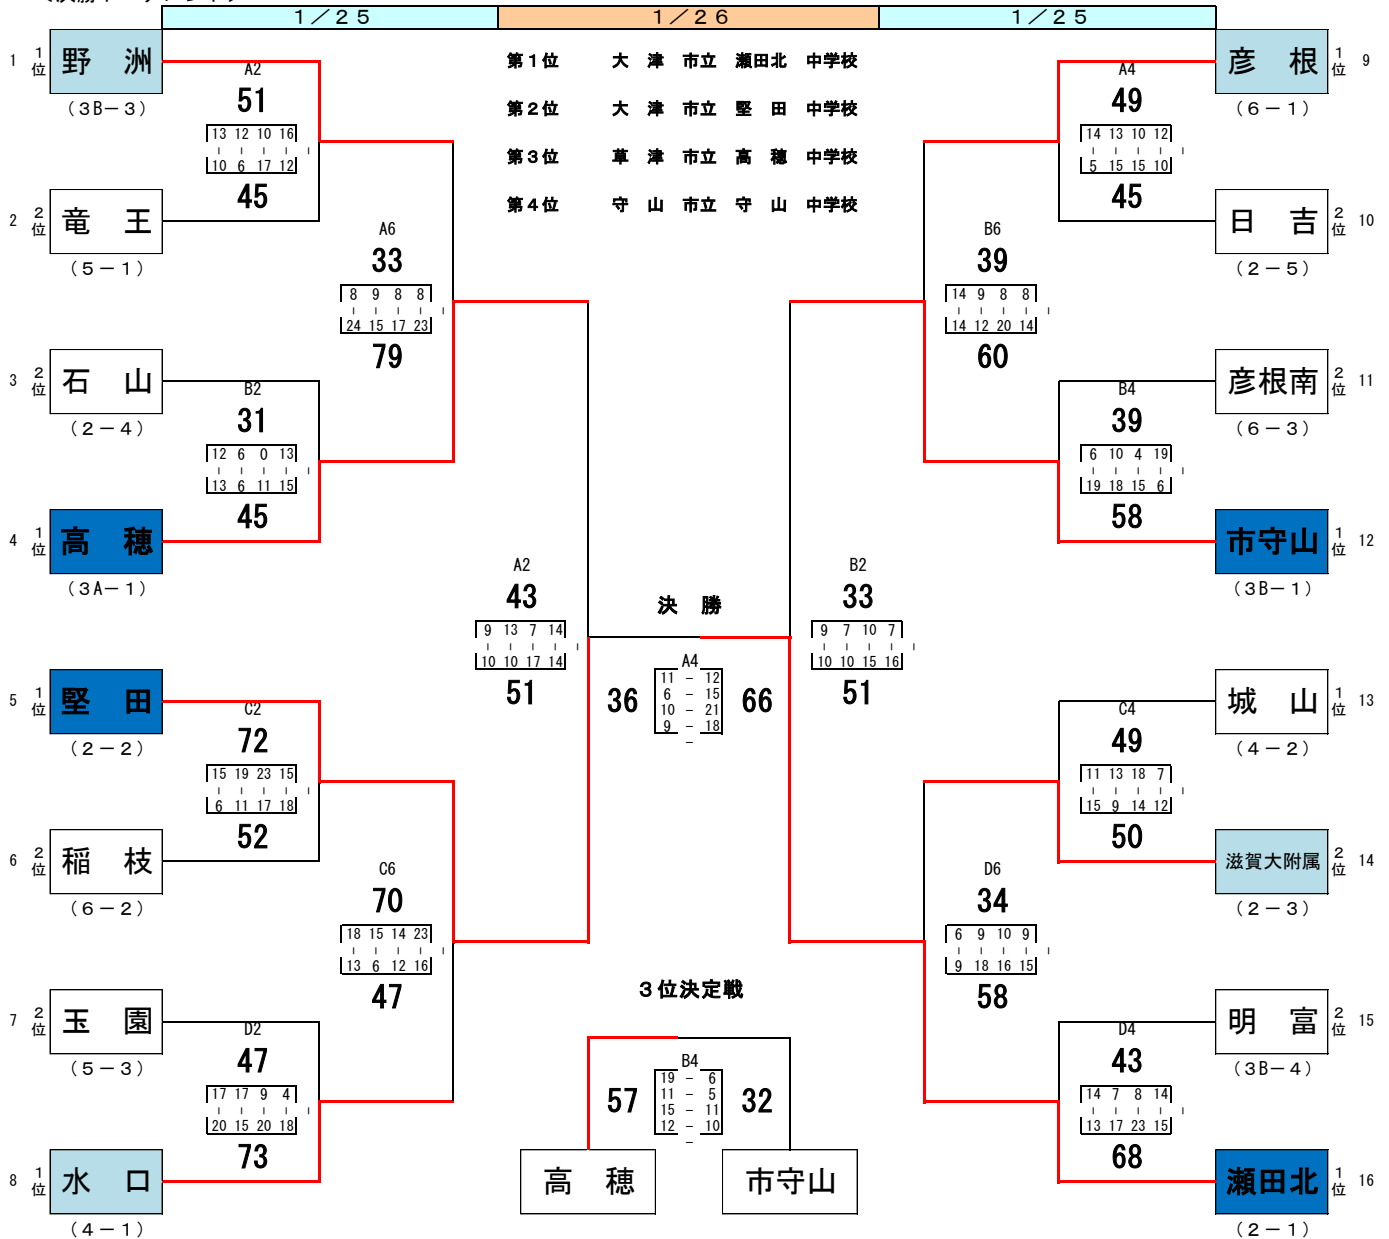 １／２５
１／２６
１／２５
第１位 大 津 市立 瀬田北 中学校
第２位 大 津 市立 堅 田 中学校
第３位 草 津 市立 高 穂 中学校
第４位 守 山 市立 守 山 中学校
1 1位 野 洲
（３Ｂ－３）
A2
51
13 12 10 16
- - - - -
10 6 17 12
45
2 2位 竜 王
（５－１）
A6
33
8 9 8 8
- - - - -
24 15 17 23
79
3 2位 石 山
（２－４）
B2
31
12 6 0 13
- - - - -
13 6 11 15
45
4 1位 高 穂
（３Ａ－１）
A2
43
9 13 7 14
- - - - -
10 10 17 14
51
5 1位 堅 田
（２－２）
C2
72
15 19 23 15
- - - - -
6 11 17 18
52
6 2位 稲 枝
（６－２）
C6
70
18 15 14 23
- - - - -
13 6 12 16
47
7 2位 玉 園
（５－３）
D2
47
17 17 9 4
- - - - -
20 15 20 18
73
8 1位 水 口
（４－１）
決 勝
A4
36 66
11 - 12
6 - 15
10 - 21
9 - 18
-
３位決定戦
B4
57 32
19 - 6
11 - 5
15 - 11
12 - 10
-
高 穂
市守山
彦 根 1位 9
（６－１）
A4
49
14 13 10 12
- - - - -
5 15 15 10
45
日 吉 2位 10
（２－５）
B6
39
14 9 8 8
- - - - -
14 12 20 14
60
彦根南 2位 11
（６－３）
B4
39
6 10 4 19
- - - - -
19 18 15 6
58
市守山 1位 12
（３Ｂ－１）
B2
33
9 7 10 7
- - - - -
10 10 15 16
51
城 山 1位 13
（４－２）
C4
49
11 13 18 7
- - - - -
15 9 14 12
50
滋賀大附属 2位 14
（２－３）
D6
34
6 9 10 9
- - - - -
9 18 16 15
58
明 富 2位 15
（３Ｂ－４）
D4
43
14 7 8 14
- - - - -
13 17 23 15
68
瀬田北 1位 16
（２－１）